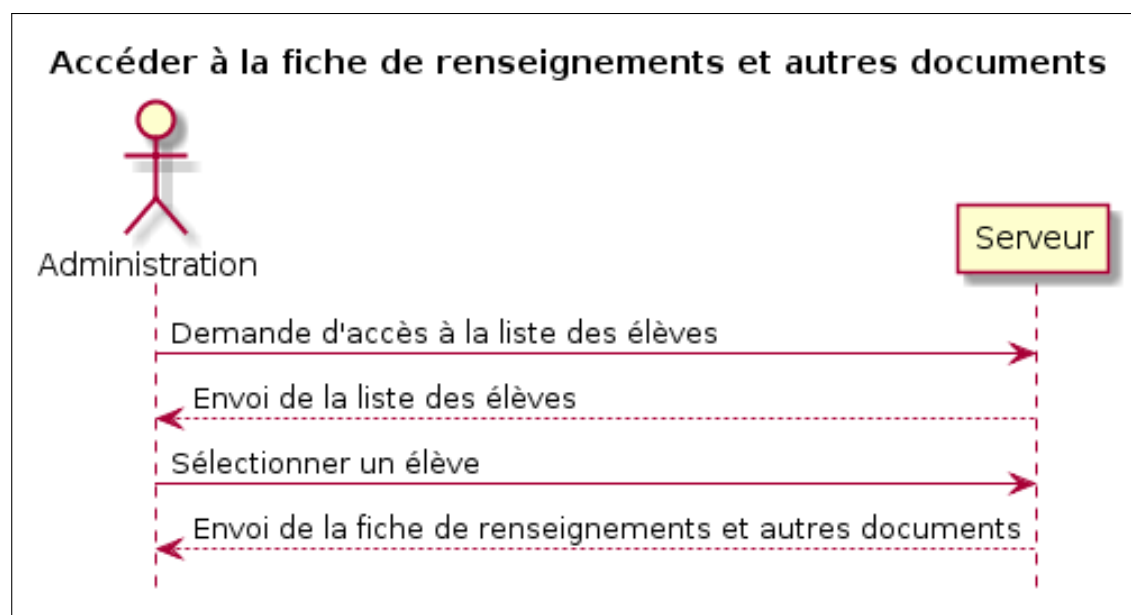 Accéder à la fiche de renseignements et autres documents
Administration
Serveur
Demande d'accès à la liste des élèves
Envoi de la liste des élèves
Sélectionner un élève
Envoi de la fiche de renseignements et autres documents